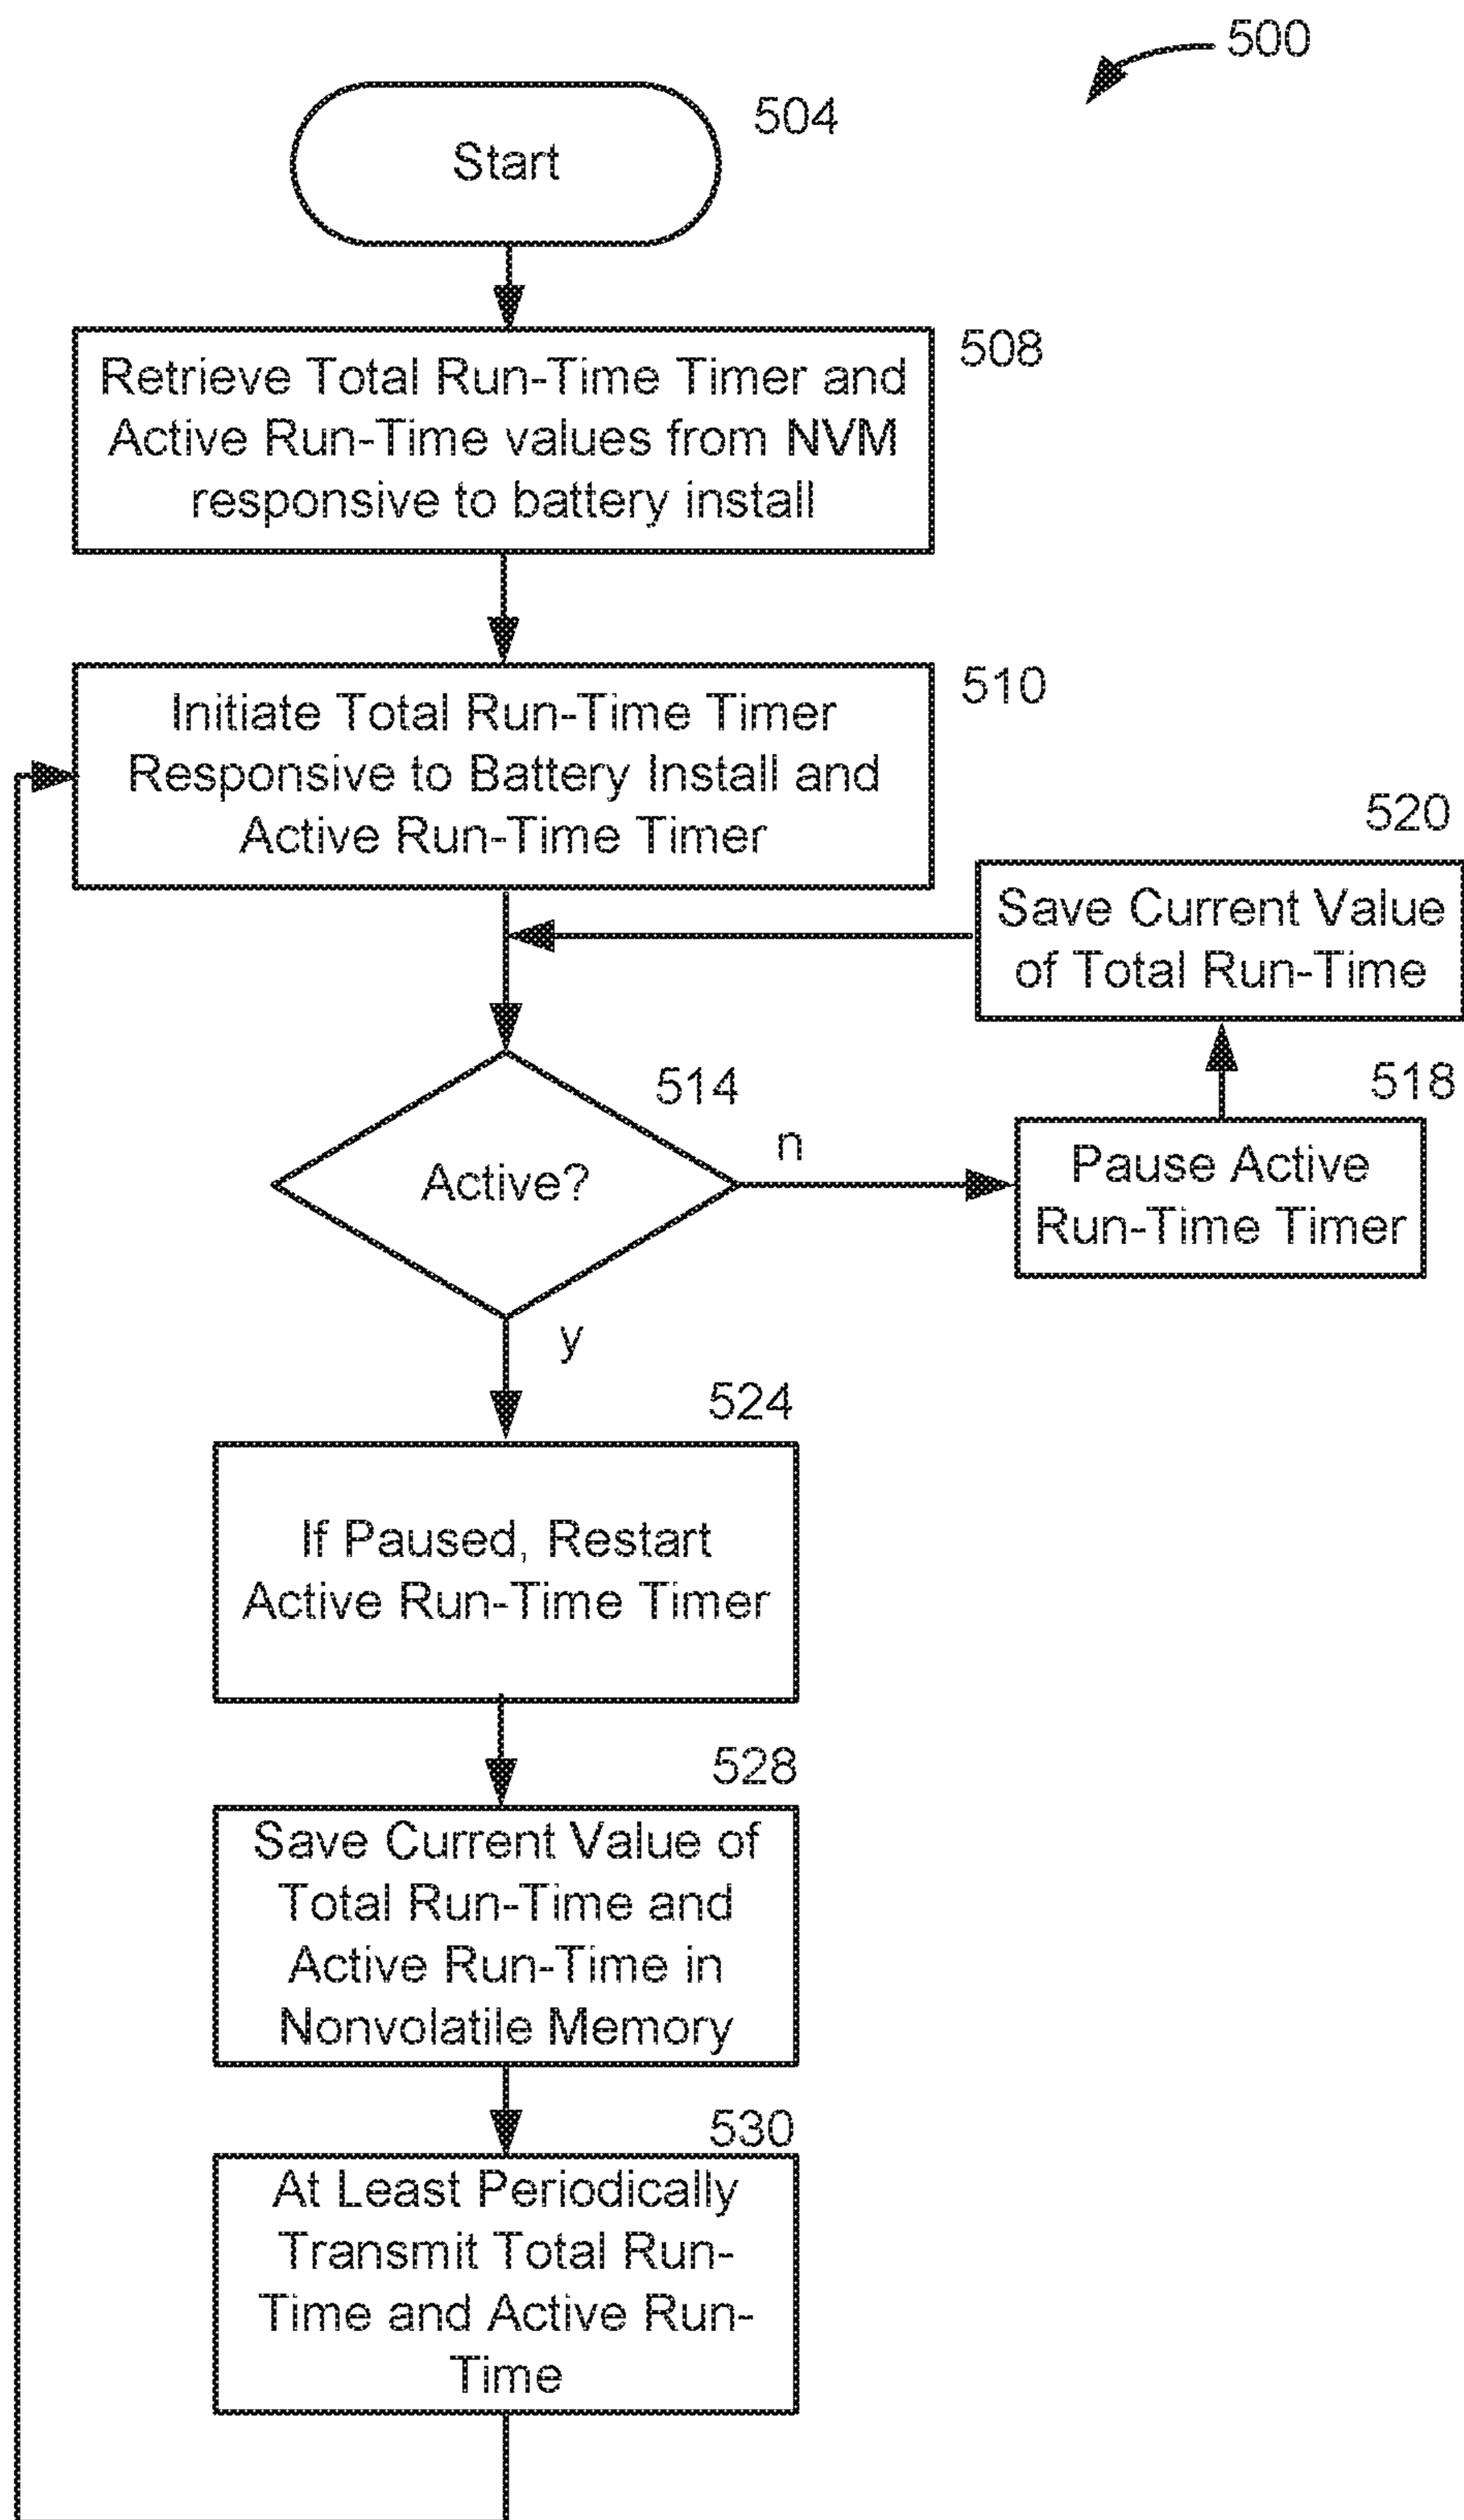 500
504
Start
508
Retrieve Total Run-Time Timer and
Active Run-Time values from NVM
responsive to battery install
510
Initiate Total Run-Time Timer
Responsive to Battery Install and
Active Run-Time Timer
520
Save Current Value
of Total Run-Time
514
Active?
n
518
Pause Active
Run-Time Timer
y
524
If Paused, Restart
Active Run-Time Timer
528
Save Current Value of
Total Run-Time and
Active Run-Time in
Nonvolatile Memory
530
At Least Periodically
Transmit Total Run-
Time and Active Run-
Time